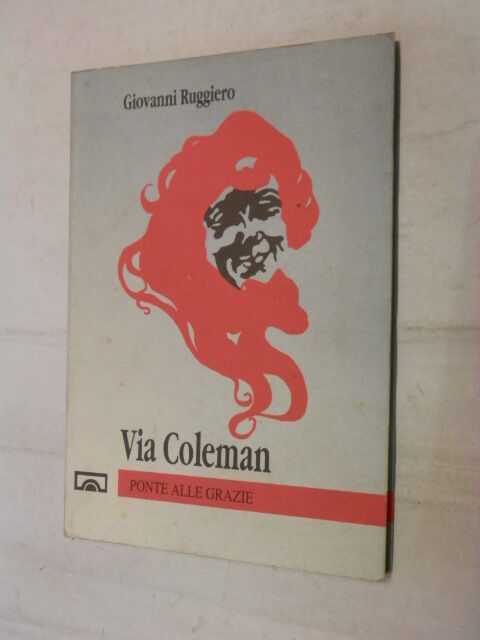 Giovanni Ruggiero
Via Coleman
PONTE ALLE GRAZIE